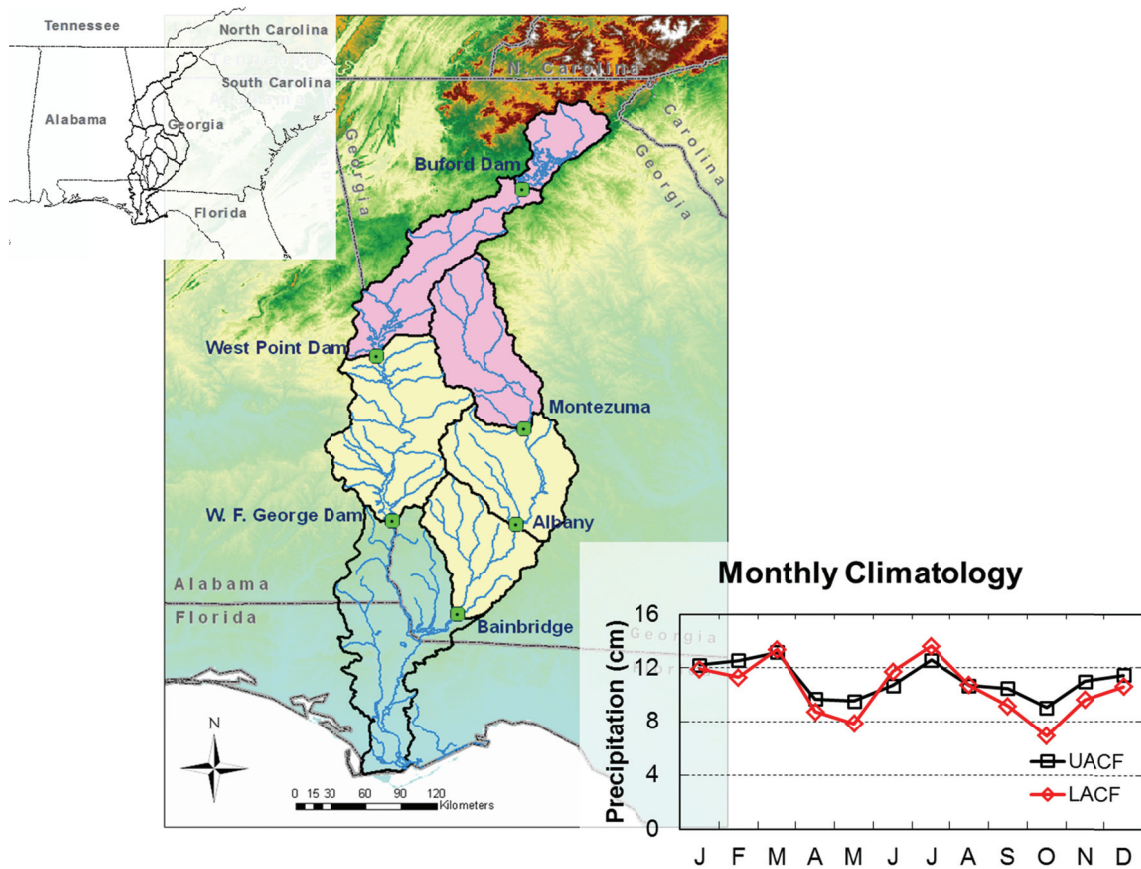 Tennessee
North Carolina
South Carolina
Alabama
Georgia
Florida
N. Carolina
Carolina
Georgia
Georgia
Buford Dam
West Point Dam
Montezuma
W. F. George Dam
Albany
Alabama
Florida
Bainbridge
Georgia
N
0 15 30 60 90 120
Kilometers
Monthly Climatology
Precipitation (cm)
16
12
8
4
0
UACF
LACF
J F M A M J J A S O N D